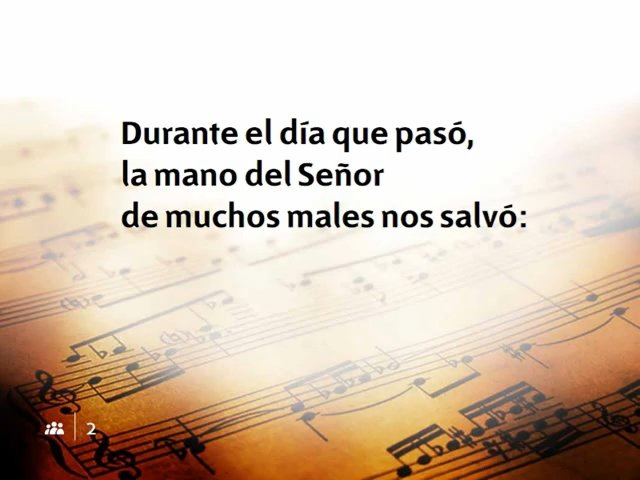 Durante el día que pasó,
la mano del Señor
de muchos males nos salvó:
2